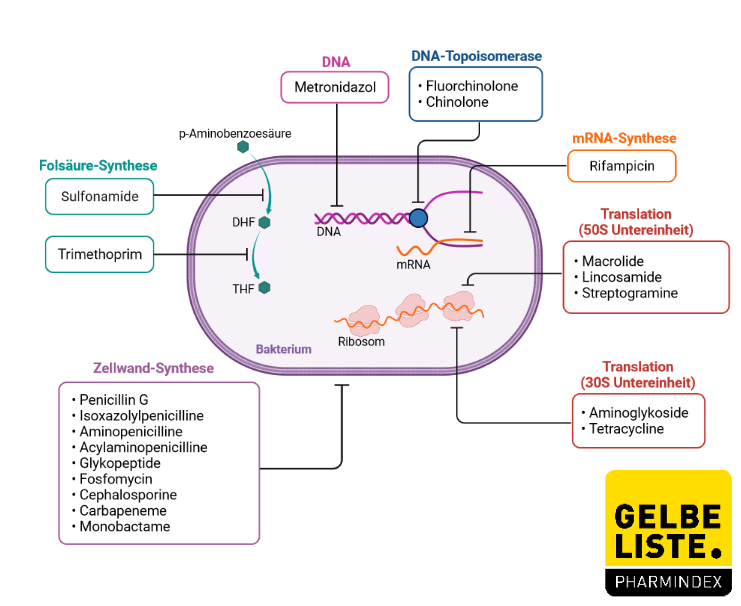 DNA
Metronidazol
DNA-Topoisomerase
• Fluorchinolone
• Chinolone
p-Aminobenzoesäure
mRNA-Synthese
Rifampicin
Folsäure-Synthese
Sulfonamide
Trimethoprim
DHF
THF
DNA
mRNA
Ribosom
Bakterium
Translation
(50S Untereinheit)
• Macrolide
• Lincosamide
• Streptogramine
Zellwand-Synthese
• Penicillin G
• Isoxazolylpenicilline
• Aminopenicilline
• Acylaminopenicilline
• Glykopeptide
• Fosfomycin
• Cephalosporine
• Carbapeneme
• Monobactame
Translation
(30S Untereinheit)
• Aminoglykoside
• Tetracycline
GELBE
LISTE.
PHARMINDEX